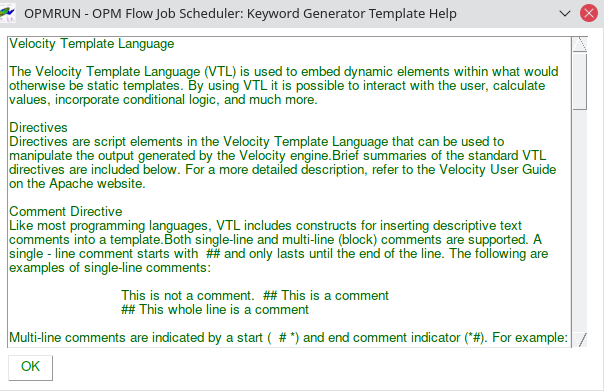 OPMRUN - OPM Flow Job Scheduler: Keyword Generator Template Help
Velocity Template Language
The Velocity Template Language (VTL) is used to embed dynamic elements within what would
otherwise be static templates. By using VTL it is possible to interact with the user, calculate
values, incorporate conditional logic, and much more.
Directives
Directives are script elements in the Velocity Template Language that can be used to
manipulate the output generated by the Velocity engine.Brief summaries of the standard VTL
directives are included below. For a more detailed description, refer to the Velocity User Guide
on the Apache website.
Comment Directive
Like most programming languages, VTL includes constructs for inserting descriptive text
comments into a template.Both single-line and multi-line (block) comments are supported. A
single - line comment starts with  ## and only lasts until the end of the line. The following are
examples of single-line comments:
This is not a comment.  ## This is a comment
## This whole line is a comment
Multi-line comments are indicated by a start (  # *) and end comment indicator (*#). For example:
OK